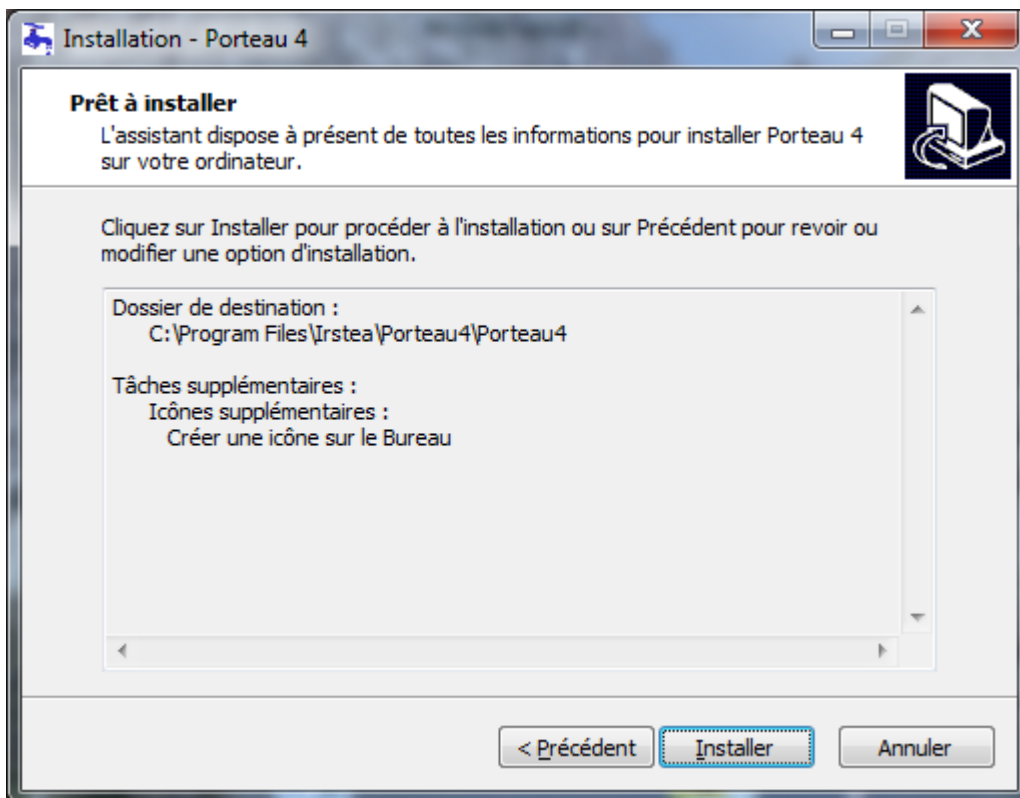 Installation - Porteau 4
Prêt à installer
L'assistant dispose à présent de toutes les informations pour installer Porteau 4
sur votre ordinateur.
Cliquez sur Installer pour procéder à l'installation ou sur Précédent pour revoir ou
modifier une option d'installation.
Dossier de destination :
C:\Program Files\Irstea\Porteau4\Porteau4
Tâches supplémentaires :
Icônes supplémentaires :
Créer une icône sur le Bureau
< Précédent
Installer
Annuler